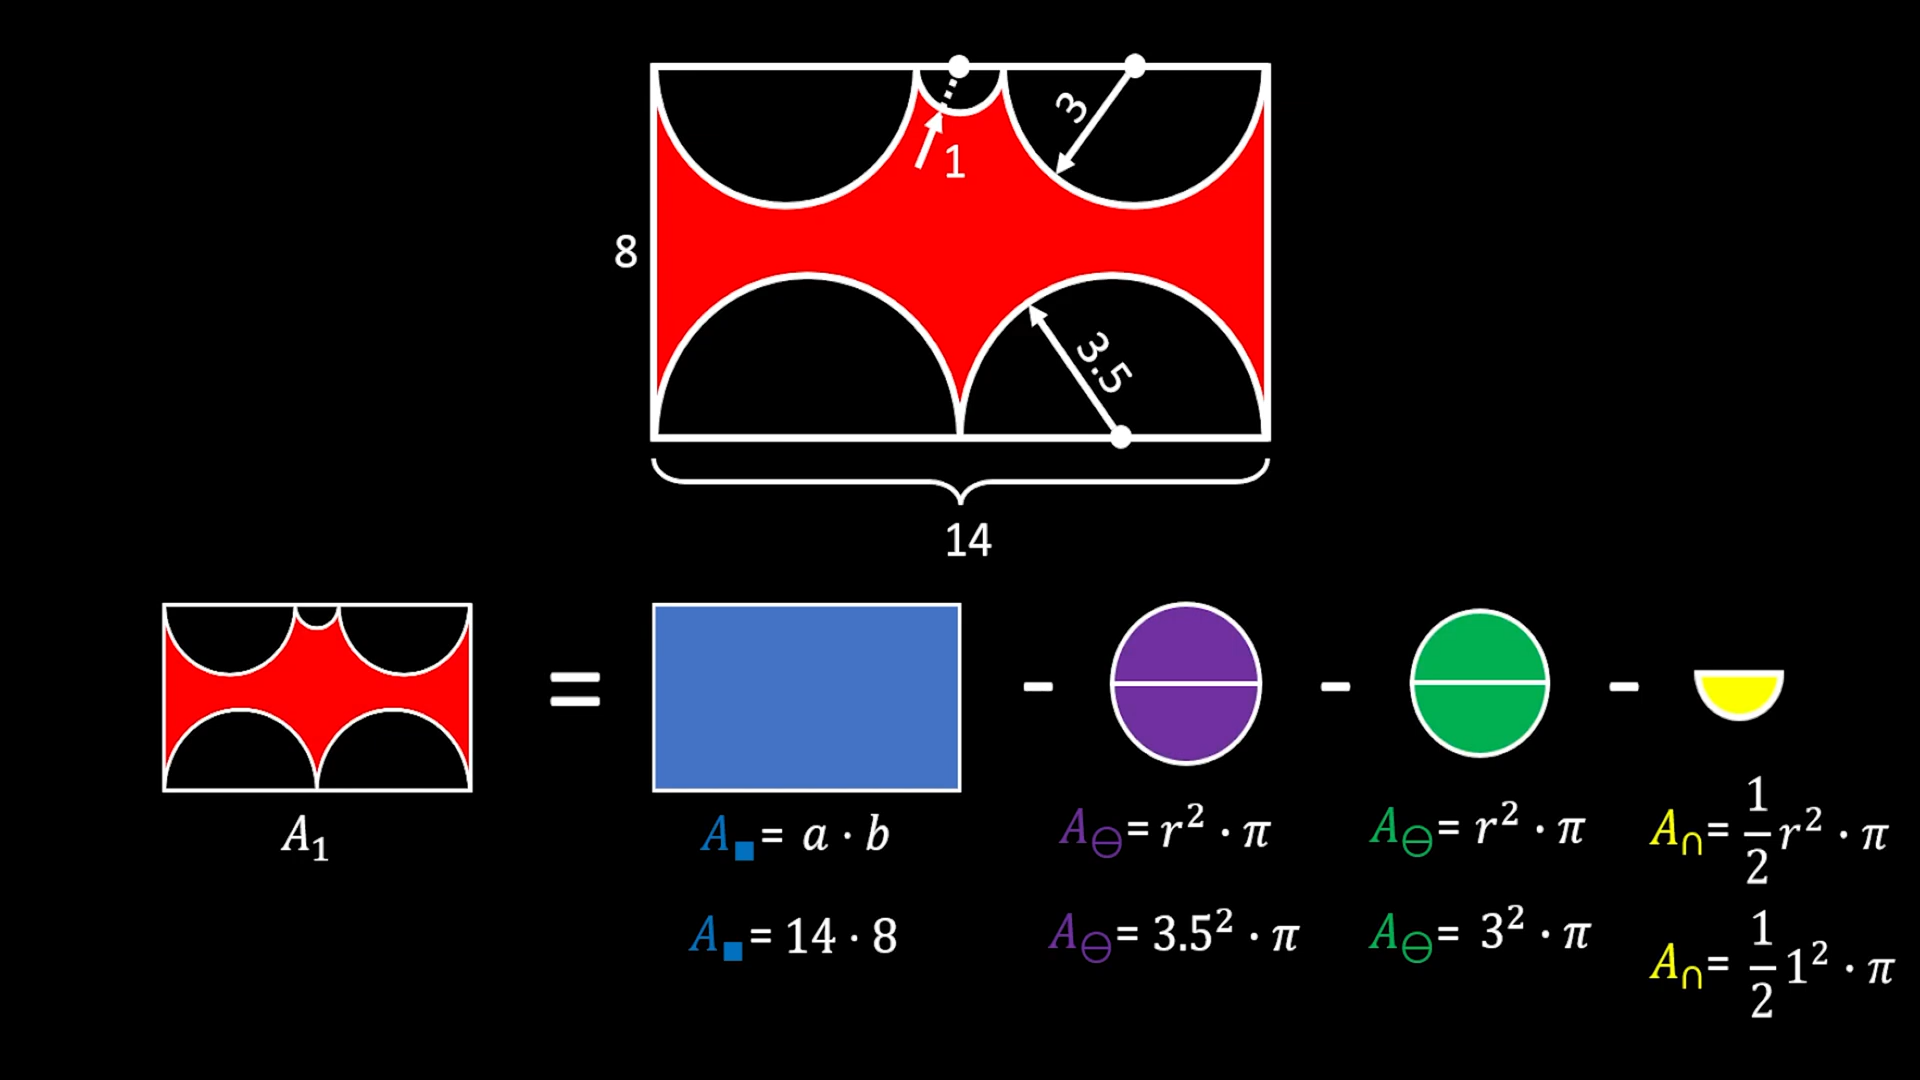 3
1
8
3.5
14
= - - -
A₁
A■ = a · b
A⊖ = r² · π
A⊖ = r² · π
A∩ = 1/2 r² · π
A■ = 14 · 8
A⊖ = 3.5² · π
A⊖ = 3² · π
A∩ = 1/2 1² · π